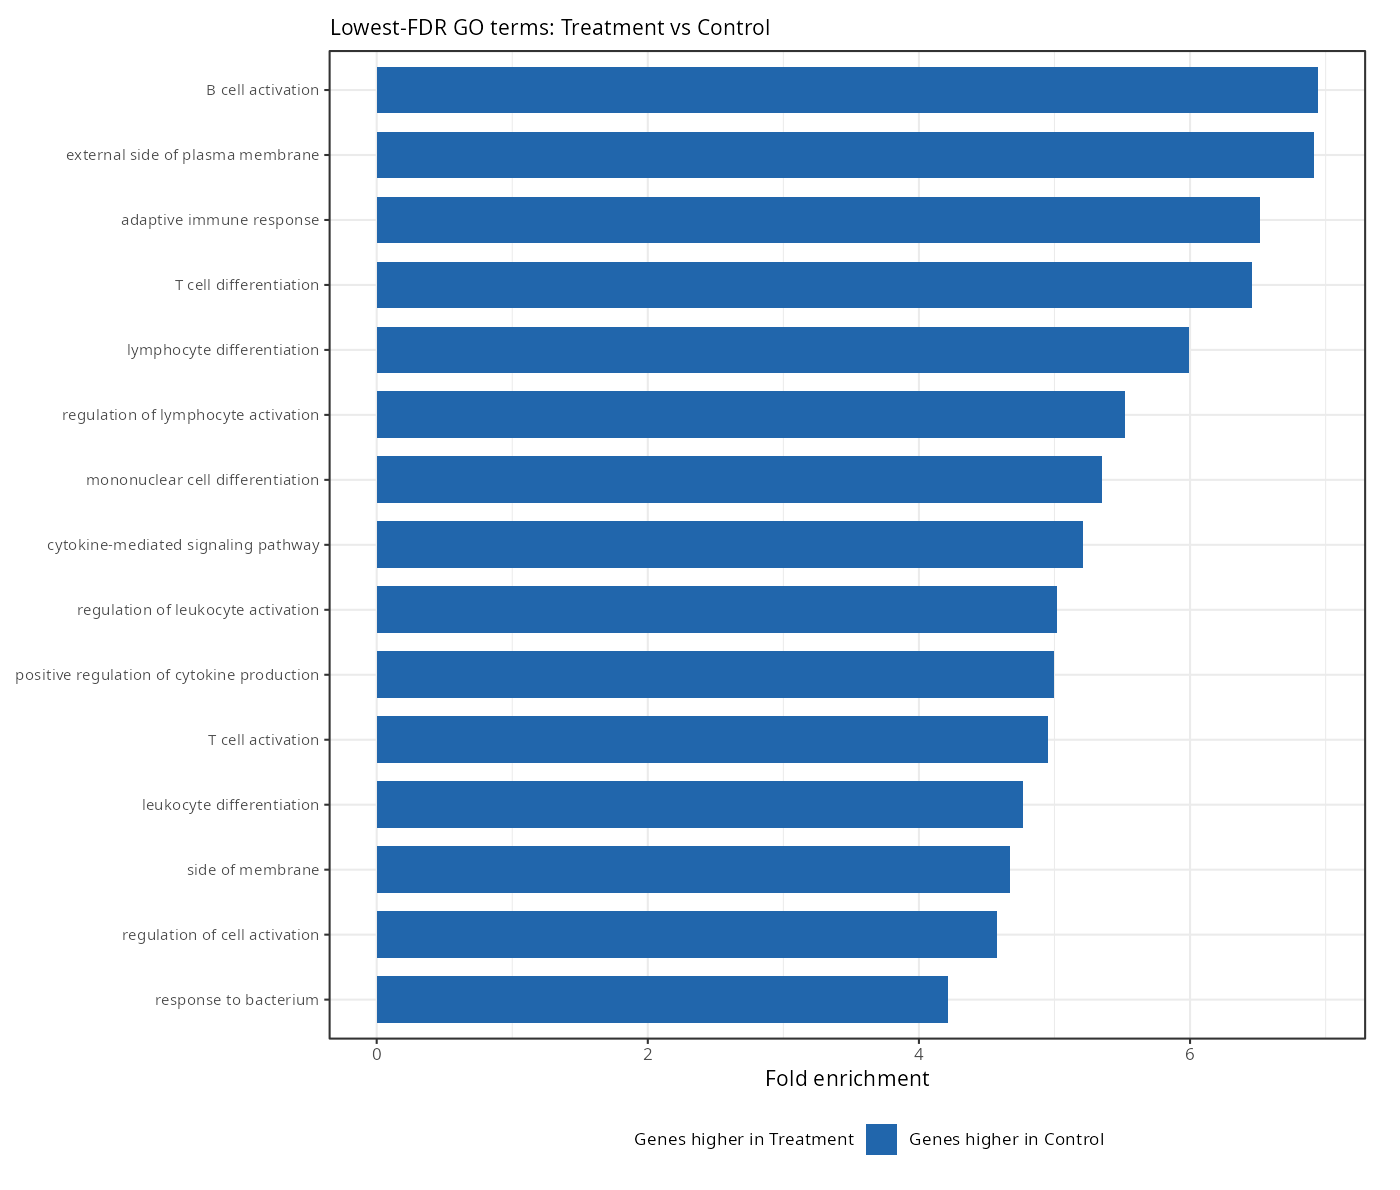 Lowest-FDR GO terms: Treatment vs Control
B cell activation
external side of plasma membrane
adaptive immune response
T cell differentiation
lymphocyte differentiation
regulation of lymphocyte activation
mononuclear cell differentiation
cytokine-mediated signaling pathway
regulation of leukocyte activation
positive regulation of cytokine production
T cell activation
leukocyte differentiation
side of membrane
regulation of cell activation
response to bacterium
0 2 4 6
Fold enrichment
Genes higher in Treatment Genes higher in Control